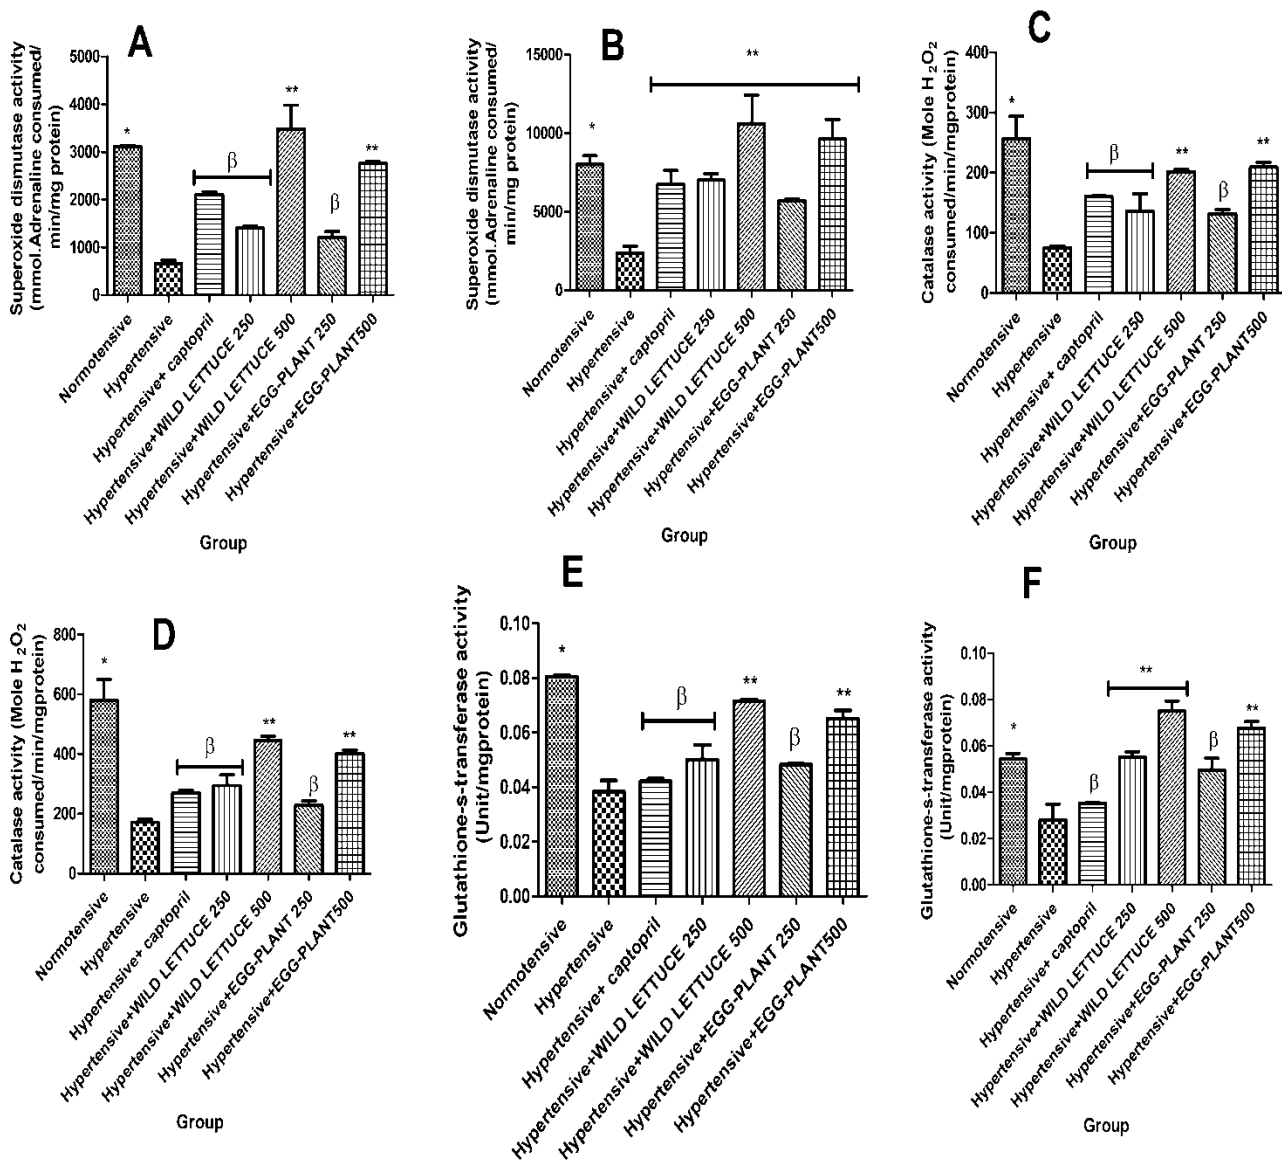 A
Superoxide dismutase activity
(mmol.Adrenaline consumed/
min/mg protein)
5000
4000
3000
2000
1000
0
*
β
**
β
**
Normotensive
Hypertensive
Hypertensive+ captopril
Hypertensive+WILD LETTUCE 250
Hypertensive+WILD LETTUCE 500
Hypertensive+EGG-PLANT 250
Hypertensive+EGG-PLANT500
Group
B
Superoxide dismutase activity
(mmol.Adrenaline consumed/
min/mg protein)
15000
10000
5000
0
*
**
Normotensive
Hypertensive
Hypertensive+ captopril
Hypertensive+WILD LETTUCE 250
Hypertensive+WILD LETTUCE 500
Hypertensive+EGG-PLANT 250
Hypertensive+EGG-PLANT500
Group
C
Catalase activity (Mole H2O2
consumed/min/mgprotein)
400
300
200
100
0
*
β
**
β
**
Normotensive
Hypertensive
Hypertensive+ captopril
Hypertensive+WILD LETTUCE 250
Hypertensive+WILD LETTUCE 500
Hypertensive+EGG-PLANT 250
Hypertensive+EGG-PLANT500
Group
D
Catalase activity (Mole H2O2
consumed/min/mgprotein)
800
600
400
200
0
*
β
**
β
**
Normotensive
Hypertensive
Hypertensive+ captopril
Hypertensive+WILD LETTUCE 250
Hypertensive+WILD LETTUCE 500
Hypertensive+EGG-PLANT 250
Hypertensive+EGG-PLANT500
Group
E
Glutathione-s-transferase activity
(Unit/mgprotein)
0.10
0.08
0.06
0.04
0.02
0.00
*
β
**
β
**
Normotensive
Hypertensive
Hypertensive+ captopril
Hypertensive+WILD LETTUCE 250
Hypertensive+WILD LETTUCE 500
Hypertensive+EGG-PLANT 250
Hypertensive+EGG-PLANT500
F
Glutathione-s-transferase activity
(Unit/mgprotein)
0.10
0.08
0.06
0.04
0.02
0.00
*
β
**
β
**
Normotensive
Hypertensive
Hypertensive+ captopril
Hypertensive+WILD LETTUCE 250
Hypertensive+WILD LETTUCE 500
Hypertensive+EGG-PLANT 250
Hypertensive+EGG-PLANT500
Group